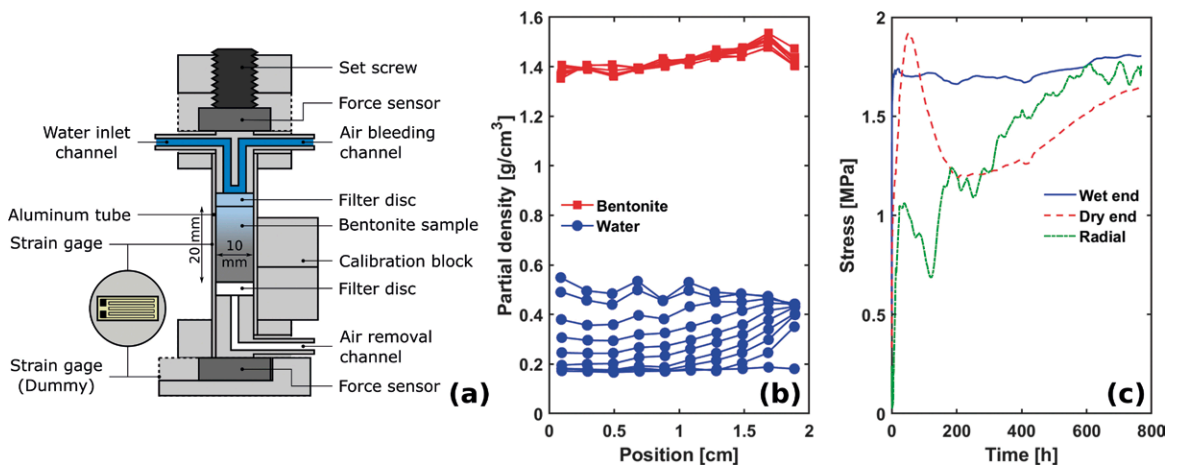 Set screw
Force sensor
Water inlet
channel
Air bleeding
channel
Filter disc
Aluminum tube
Bentonite sample
Strain gage
20 mm
10
mm
Calibration block
Filter disc
Air removal
channel
Strain gage
(Dummy)
Force sensor
(a)
Partial density [g/cm³]
1.6
1.4
1.2
1
0.8
0.6
0.4
0.2
0
Bentonite
Water
0
0.5
1
1.5
2
Position [cm]
(b)
Stress [MPa]
2
1.5
1
0.5
0
Wet end
Dry end
Radial
0
200
400
600
800
Time [h]
(c)